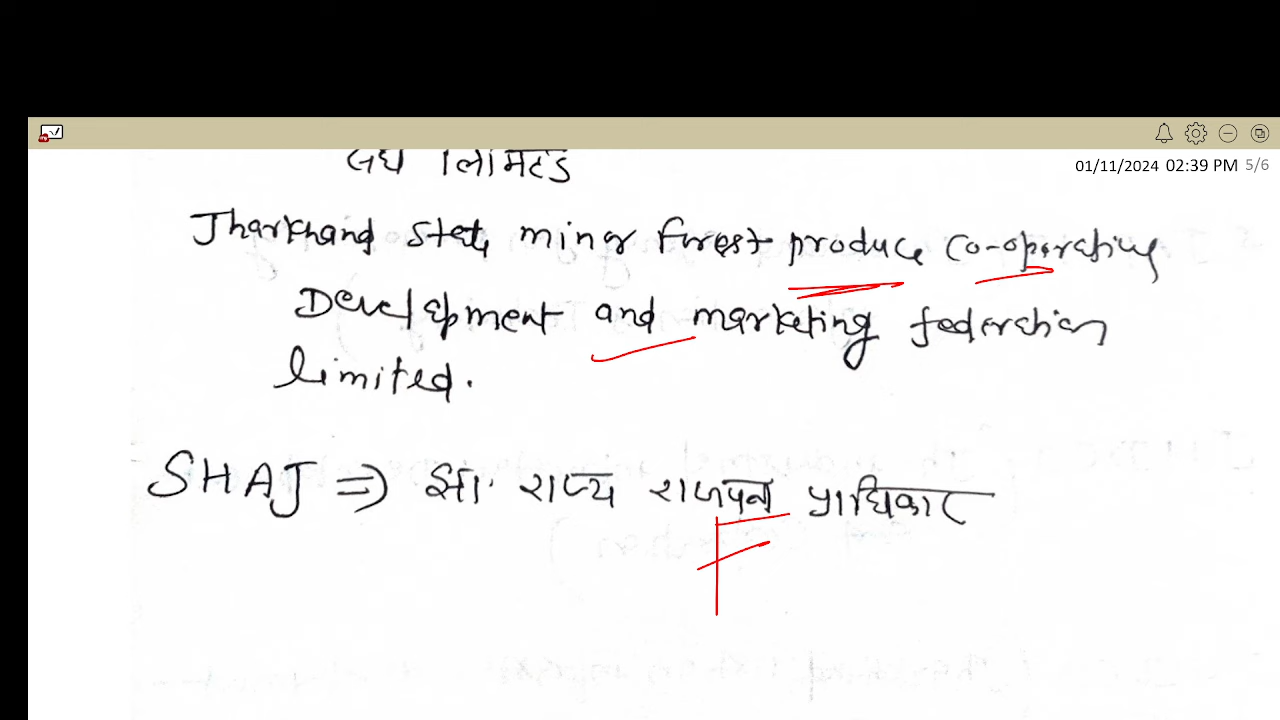 01/11/2024 02:39 PM 5/6
लिमिटेड
Jharkhand State minor forest produce Co-operative
Development and marketing federation
limited.
SHAJ ⇒ झा. राज्य राजपथ प्राधिकार
F